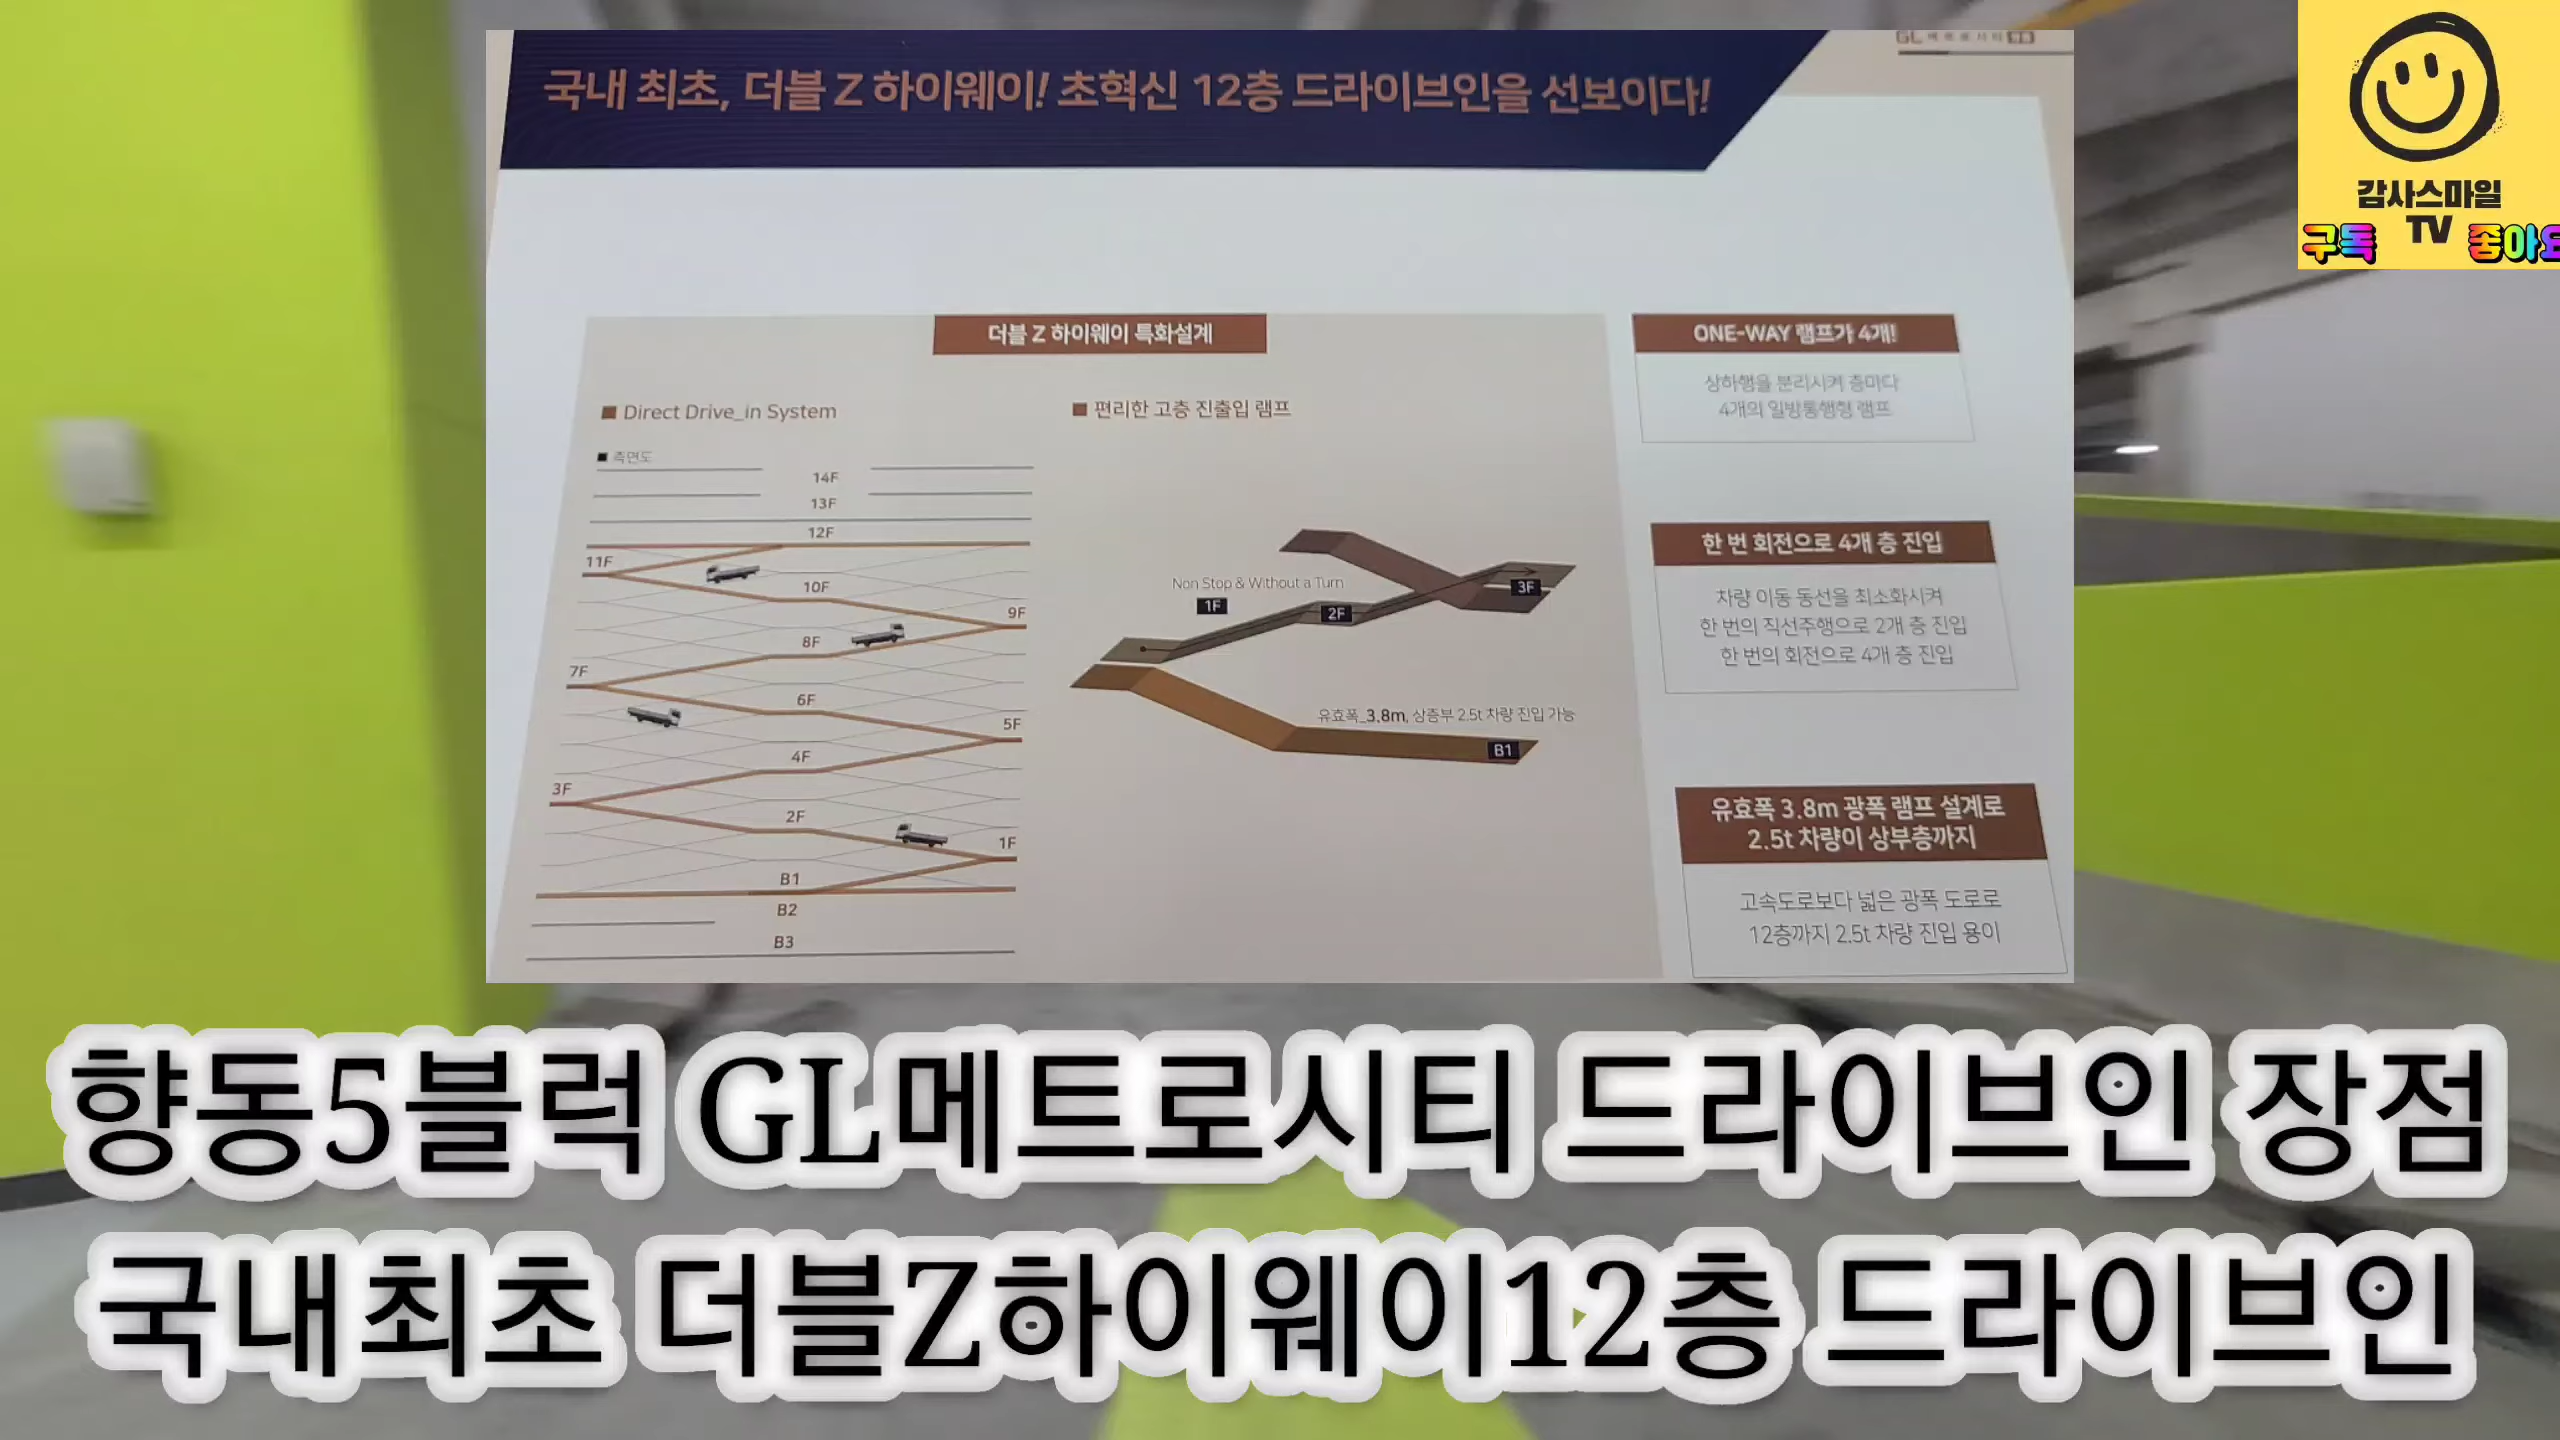 국내 최초, 더블 Z 하이웨이! 초혁신 12층 드라이브인을 선보이다!
감사스마일
TV
구독 좋아요
더블 Z 하이웨이 특화설계
Direct Drive_in System
측면도
14F
13F
12F
11F
10F
9F
8F
7F
6F
5F
4F
3F
2F
1F
B1
B2
B3
편리한 고층 진출입 램프
Non Stop & Without a Turn
1F
2F
3F
유효폭_3.8m, 상층부 2.5t 차량 진입 가능
B1
ONE-WAY 램프가 4개!
상하행을 분리시켜 층마다
4개의 일방통행형 램프
한 번 회전으로 4개 층 진입
차량 이동 동선을 최소화시켜
한 번의 직선주행으로 2개 층 진입
한 번의 회전으로 4개 층 진입
유효폭 3.8m 광폭 램프 설계로
2.5t 차량이 상부층까지
고속도로보다 넓은 광폭 도로로
12층까지 2.5t 차량 진입 용이
향동5블럭 GL메트로시티 드라이브인 장점
국내최초 더블Z하이웨이12층 드라이브인